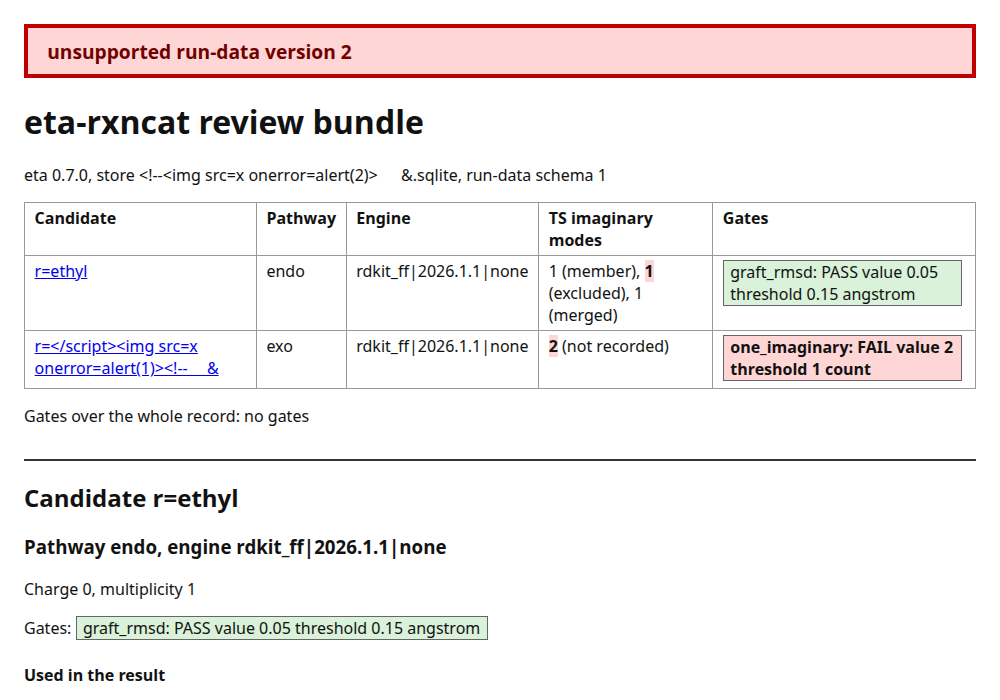 unsupported run-data version 2
eta-rxncat review bundle
eta 0.7.0, store <!--<img src=x onerror=alert(2)>     &.sqlite, run-data schema 1
Candidate Pathway Engine TS imaginary modes Gates
r=ethyl endo rdkit_ff|2026.1.1|none 1 (member), 1 (excluded), 1 (merged) graft_rmsd: PASS value 0.05 threshold 0.15 angstrom
r=</script><img src=x onerror=alert(1)><!--     & exo rdkit_ff|2026.1.1|none 2 (not recorded) one_imaginary: FAIL value 2 threshold 1 count
Gates over the whole record: no gates
Candidate r=ethyl
Pathway endo, engine rdkit_ff|2026.1.1|none
Charge 0, multiplicity 1
Gates: graft_rmsd: PASS value 0.05 threshold 0.15 angstrom
Used in the result